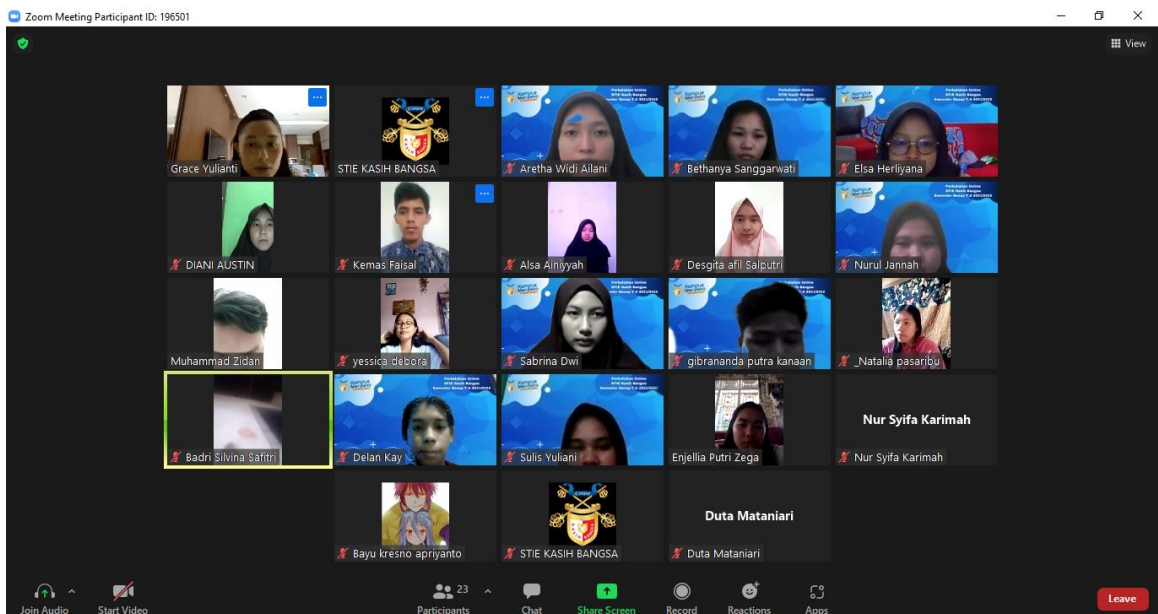 Zoom Meeting Participant ID: 196501
View
Grace Yulianti
STIE KASIH BANGSA
Aretha Widi Ailani
Bethanya Sanggarwati
Elsa Herliyana
DIANI AUSTIN
Kemas Faisal
Alsa Ainiyyah
Desgita afil Salputri
Nurul Jannah
Muhammad Zidan
yessica debora
Sabrina Dwi
gibrananda putra kanaan
_Natalia pasaribu
Badri Silvina Safitri
Delan Kay
Sulis Yuliani
Enjellia Putri Zega
Nur Syifa Karimah
Nur Syifa Karimah
Bayu kresno apriyanto
STIE KASIH BANGSA
Duta Mataniari
Duta Mataniari
Join Audio
Start Video
23
Participants
Chat
Share Screen
Record
Reactions
Apps
Leave